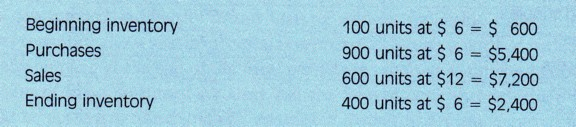 Beginning inventory 100 units at $ 6 = $ 600
Purchases 900 units at $ 6 = $5,400
Sales 600 units at $12 = $7,200
Ending inventory 400 units at $ 6 = $2,400